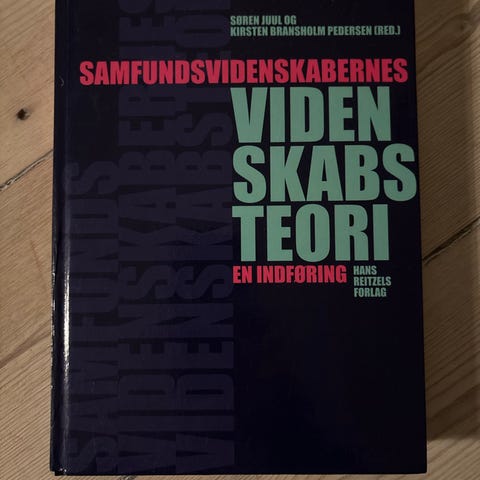 SØREN JUUL OG
KIRSTEN BRANSHOLM PEDERSEN (RED.)
SAMFUNDSVIDENSKABERNES
VIDEN
SKABS
TEORI
EN INDFØRING
HANS
REITZELS
FORLAG